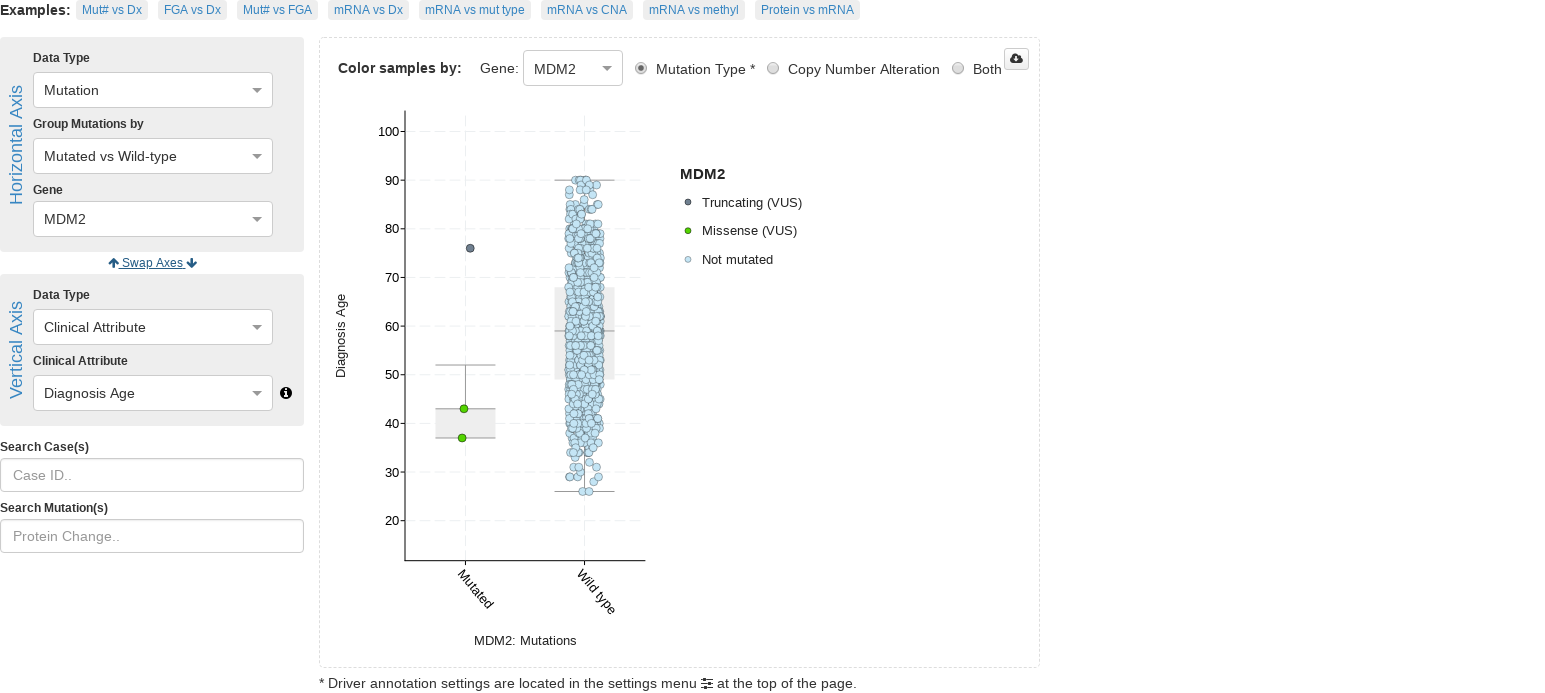 Examples: Mut# vs Dx FGA vs Dx Mut# vs FGA mRNA vs Dx mRNA vs mut type mRNA vs CNA mRNA vs methyl Protein vs mRNA
Horizontal Axis
Data Type
Mutation
Group Mutations by
Mutated vs Wild-type
Gene
MDM2
Swap Axes
Vertical Axis
Data Type
Clinical Attribute
Clinical Attribute
Diagnosis Age
Search Case(s)
Case ID..
Search Mutation(s)
Protein Change..
Color samples by: Gene: MDM2 Mutation Type * Copy Number Alteration Both
Diagnosis Age
100
90
80
70
60
50
40
30
20
Mutated
Wild type
MDM2: Mutations
MDM2
Truncating (VUS)
Missense (VUS)
Not mutated
* Driver annotation settings are located in the settings menu at the top of the page.